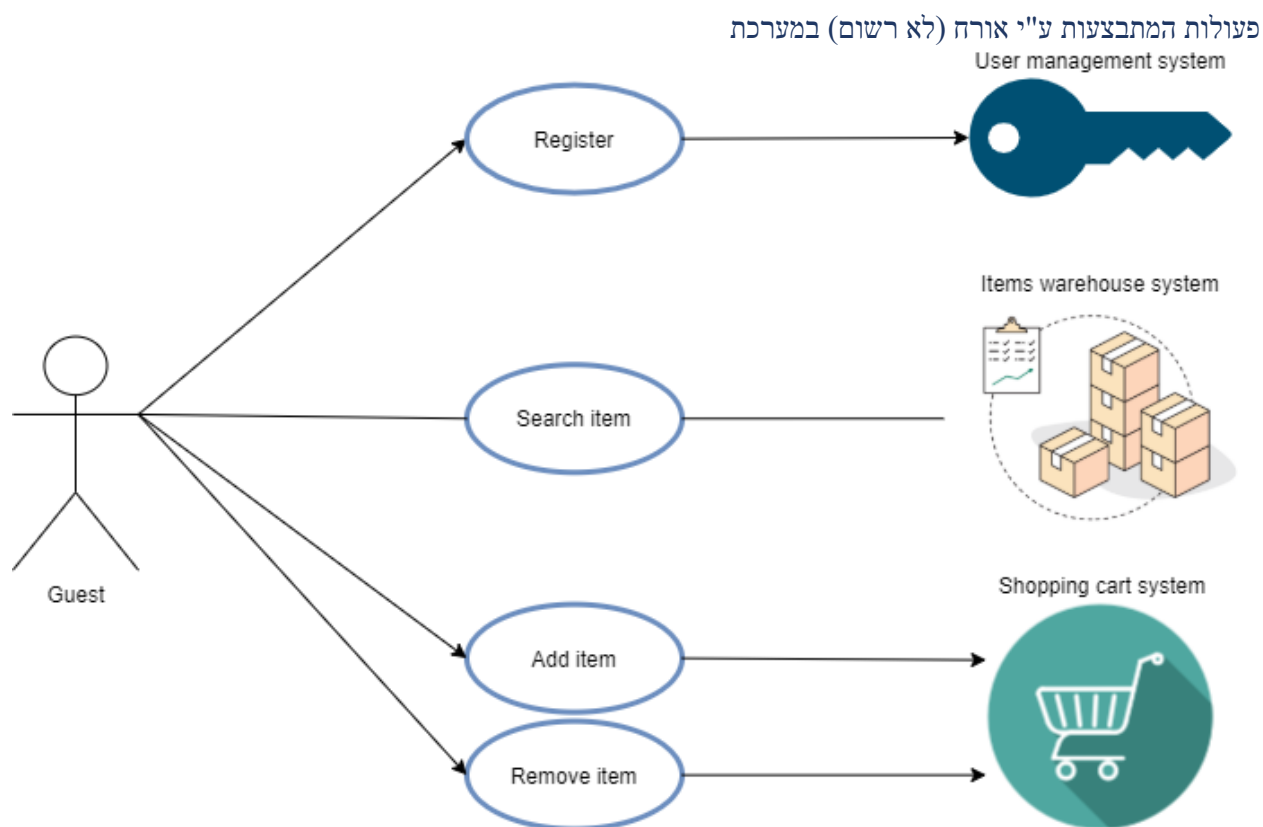 פעולות המתבצעות ע"י אורח (לא רשום) במערכת
User management system
Register
Items warehouse system
Search item
Guest
Shopping cart system
Add item
Remove item